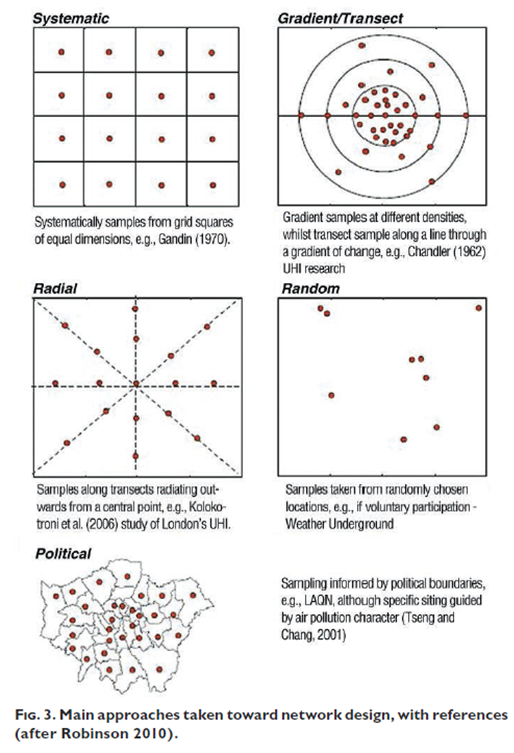 Systematic
Gradient/Transect
Systematically samples from grid squares
of equal dimensions, e.g., Gandin (1970).
Gradient samples at different densities,
whilst transect sample along a line through
a gradient of change, e.g., Chandler (1962)
UHI research
Radial
Random
Samples along transects radiating out-
wards from a central point, e.g., Koloko-
troni et al. (2006) study of London's UHI.
Samples taken from randomly chosen
locations, e.g., if voluntary participation -
Weather Underground
Political
Sampling informed by political boundaries,
e.g., LAQN, although specific siting guided
by air pollution character (Tseng and
Chang, 2001)
FIG. 3. Main approaches taken toward network design, with references
(after Robinson 2010).